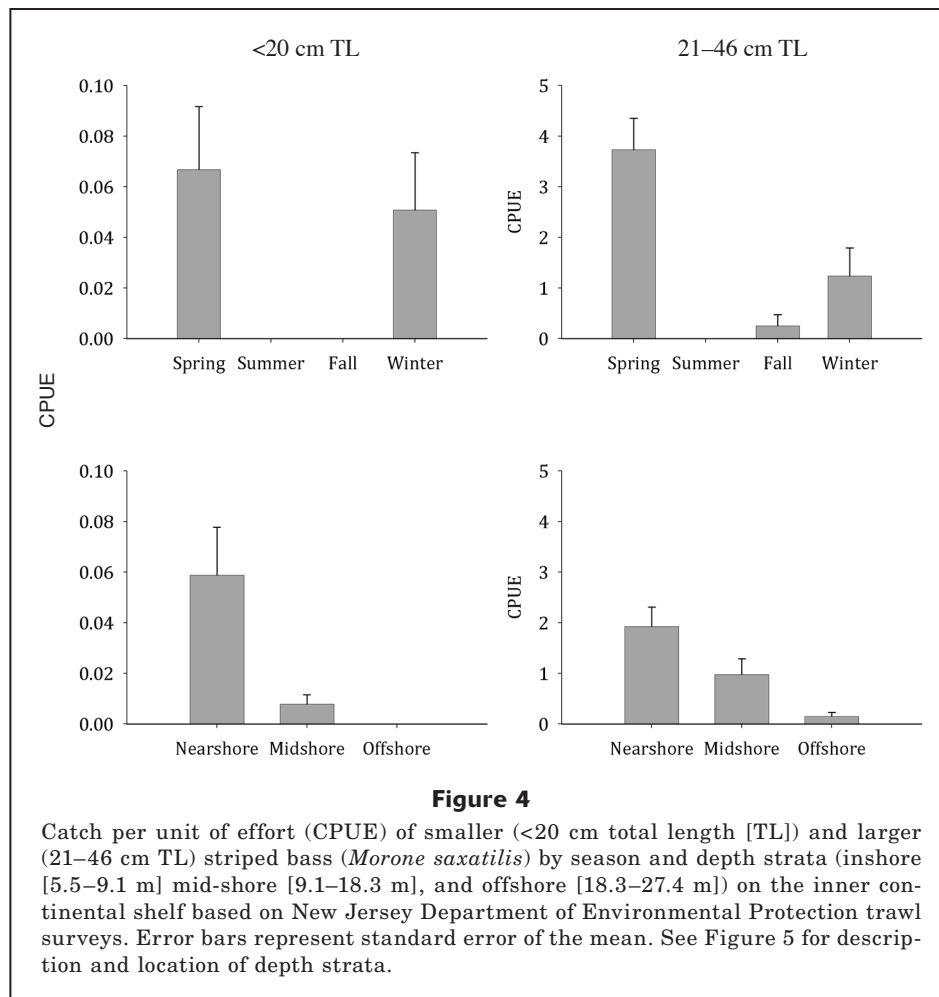 <20 cm TL
21–46 cm TL
0.10
0.08
0.06
0.04
0.02
0.00
Spring Summer Fall Winter
CPUE
5
4
3
2
1
0
Spring Summer Fall Winter
CPUE
0.10
0.08
0.06
0.04
0.02
0.00
Nearshore Midshore Offshore
CPUE
5
4
3
2
1
0
Nearshore Midshore Offshore
Figure 4
Catch per unit of effort (CPUE) of smaller (<20 cm total length [TL]) and larger
(21–46 cm TL) striped bass (Morone saxatilis) by season and depth strata (inshore
[5.5–9.1 m] mid-shore [9.1–18.3 m], and offshore [18.3–27.4 m]) on the inner con-
tinental shelf based on New Jersey Department of Environmental Protection trawl
surveys. Error bars represent standard error of the mean. See Figure 5 for descrip-
tion and location of depth strata.